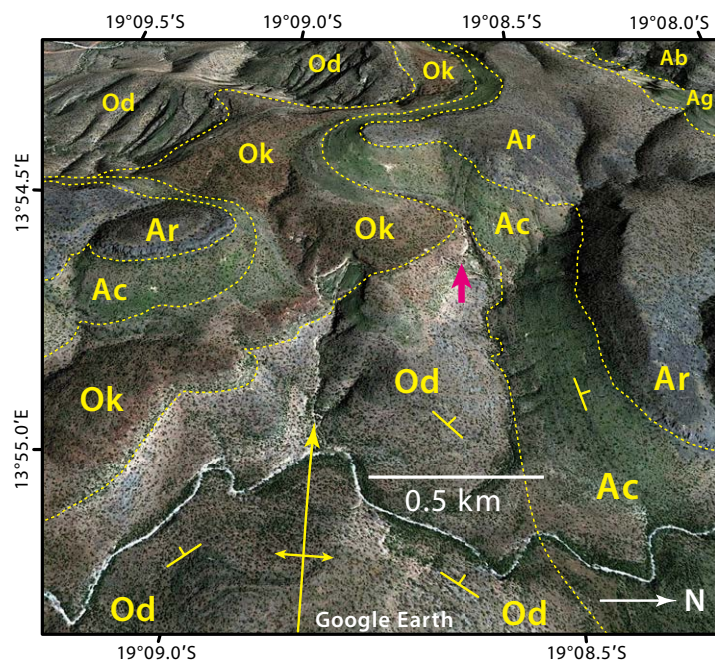 19°09.5′S 19°09.0′S 19°08.5′S 19°08.0′S
Od Ok Ab
Od Ag
Ok Ar
13°54.5′E
Ar Ok Ac
Ac
Ok Od Ar
13°55.0′E
0.5 km Ac
Od Google Earth Od N
19°09.0′S 19°08.5′S